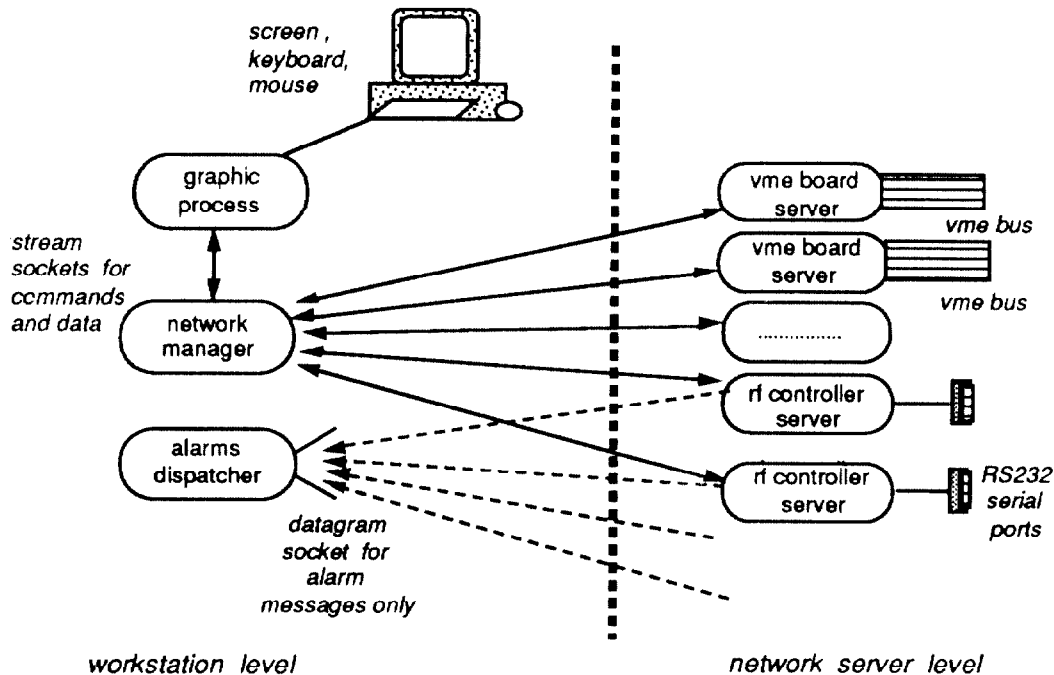 screen ,
keyboard,
mouse
graphic
process
stream
sockets for
commands
and data
network
manager
alarms
dispatcher
datagram
socket for
alarm
messages only
workstation level
vme board
server
vme bus
vme board
server
vme bus
................
rf controller
server
rf controller
server
RS232
serial
ports
network server level